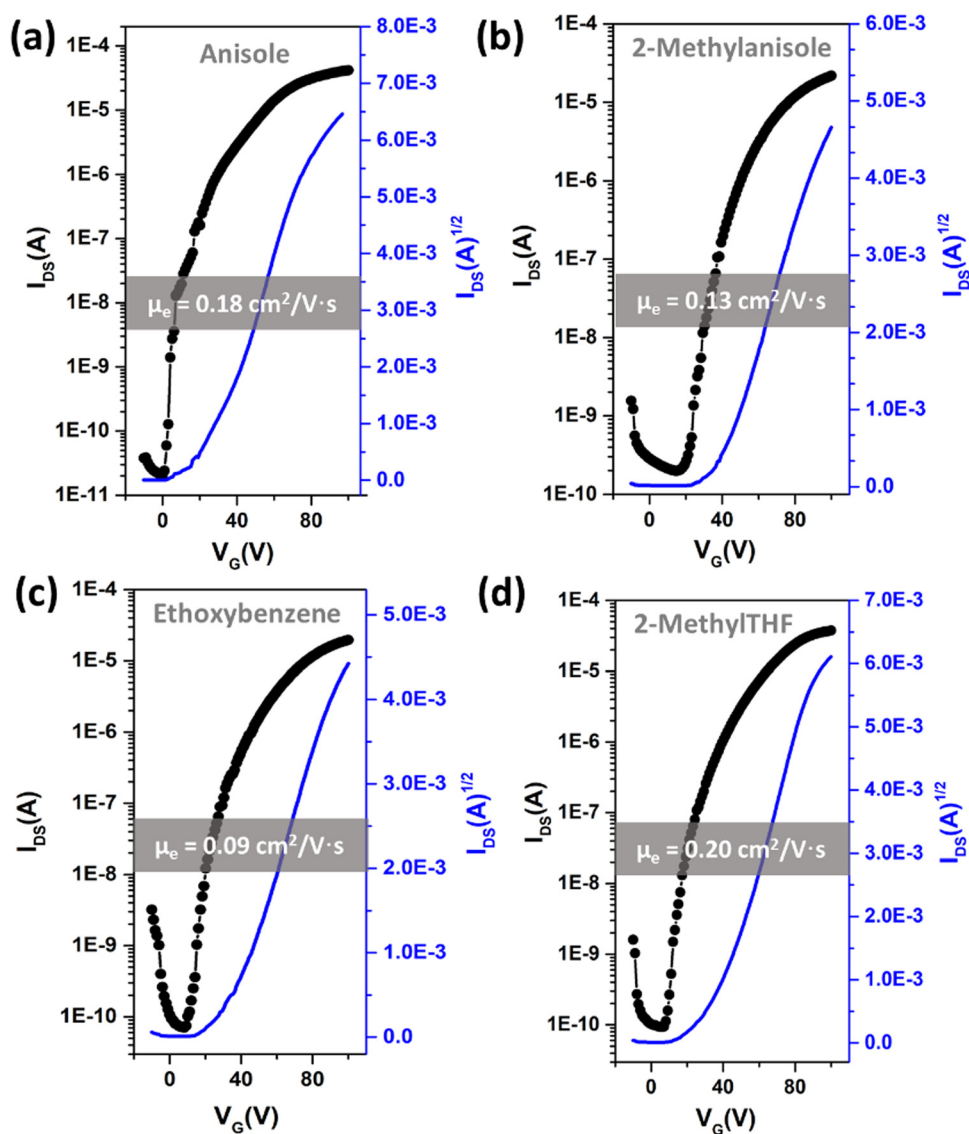 (a)
Anisole
1E-4
1E-5
1E-6
1E-7
1E-8
1E-9
1E-10
1E-11
I_DS(A)
μ_e = 0.18 cm²/V·s
8.0E-3
7.0E-3
6.0E-3
5.0E-3
4.0E-3
3.0E-3
2.0E-3
1.0E-3
0.0
I_DS(A)^1/2
0 40 80
V_G(V)
(b)
2-Methylanisole
1E-4
1E-5
1E-6
1E-7
1E-8
1E-9
1E-10
I_DS(A)
μ_e = 0.13 cm²/V·s
6.0E-3
5.0E-3
4.0E-3
3.0E-3
2.0E-3
1.0E-3
0.0
I_DS(A)^1/2
0 40 80
V_G(V)
(c)
Ethoxybenzene
1E-4
1E-5
1E-6
1E-7
1E-8
1E-9
1E-10
I_DS(A)
μ_e = 0.09 cm²/V·s
5.0E-3
4.0E-3
3.0E-3
2.0E-3
1.0E-3
0.0
I_DS(A)^1/2
0 40 80
V_G(V)
(d)
2-MethylTHF
1E-4
1E-5
1E-6
1E-7
1E-8
1E-9
1E-10
I_DS(A)
μ_e = 0.20 cm²/V·s
7.0E-3
6.0E-3
5.0E-3
4.0E-3
3.0E-3
2.0E-3
1.0E-3
0.0
I_DS(A)^1/2
0 40 80
V_G(V)